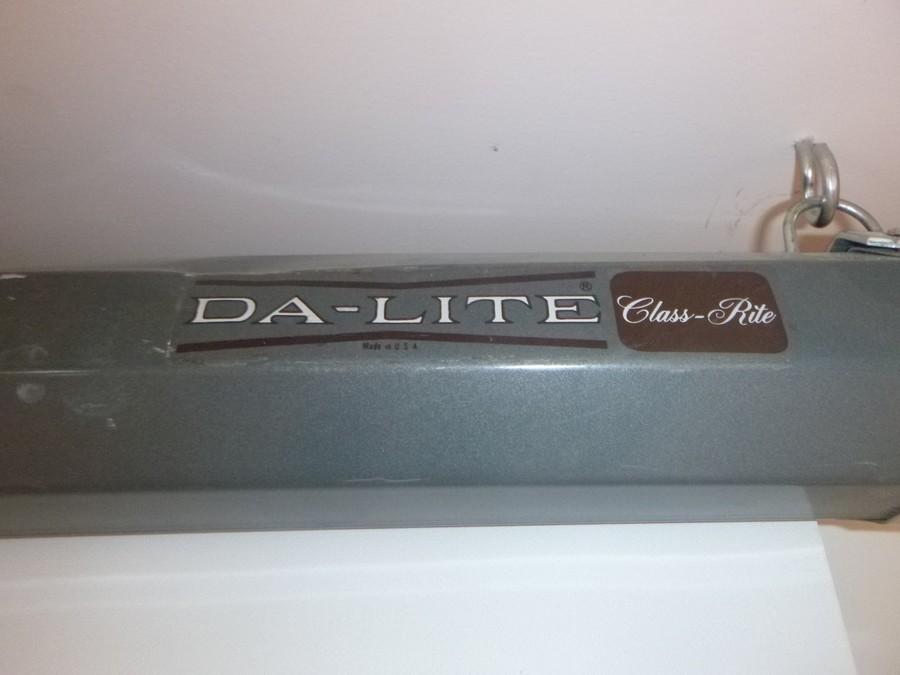 DA-LITE® Class-Rite
Made in U.S.A.